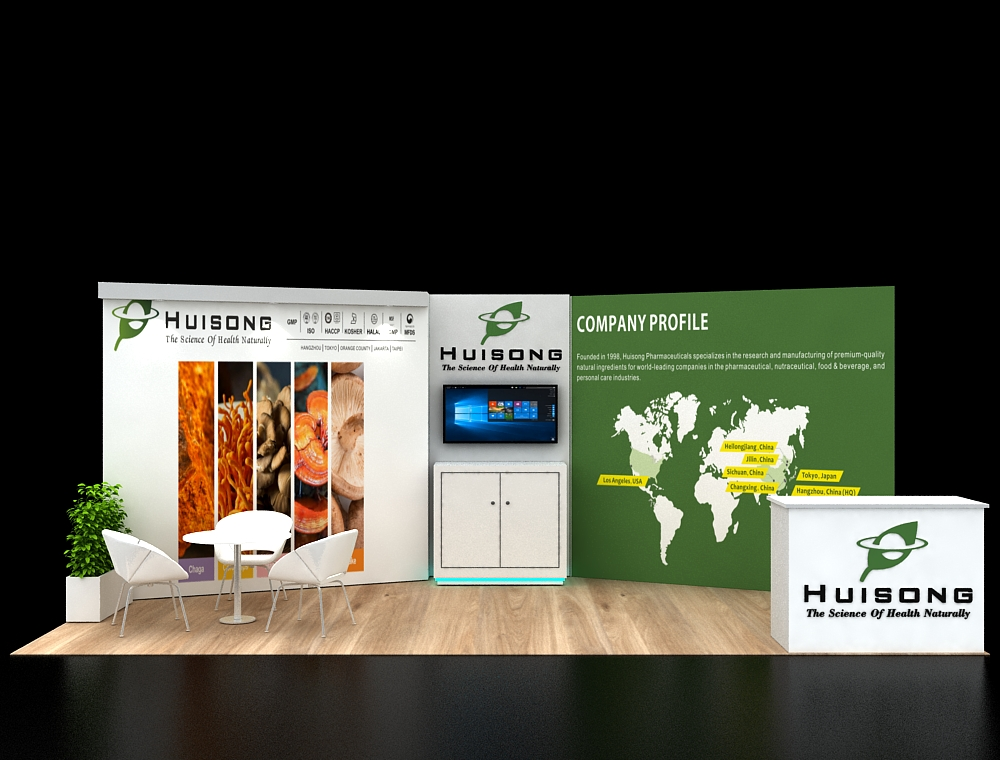 HUISONG
The Science Of Health Naturally
GMP
ISO
HACCP
KOSHER
HALAL
MFDS
HANGZHOU | TOKYO | ORANGE COUNTY | JAKARTA | TAIPEI
Chaga
HUISONG
The Science Of Health Naturally
COMPANY PROFILE
Founded in 1998, Huisong Pharmaceuticals specializes in the research and manufacturing of premium-quality
natural ingredients for world-leading companies in the pharmaceutical, nutraceutical, food & beverage, and
personal care industries.
Heilongjiang, China
Jilin, China
Sichuan, China
Changxing, China
Los Angeles, USA
Tokyo, Japan
Hangzhou, China (HQ)
HUISONG
The Science Of Health Naturally